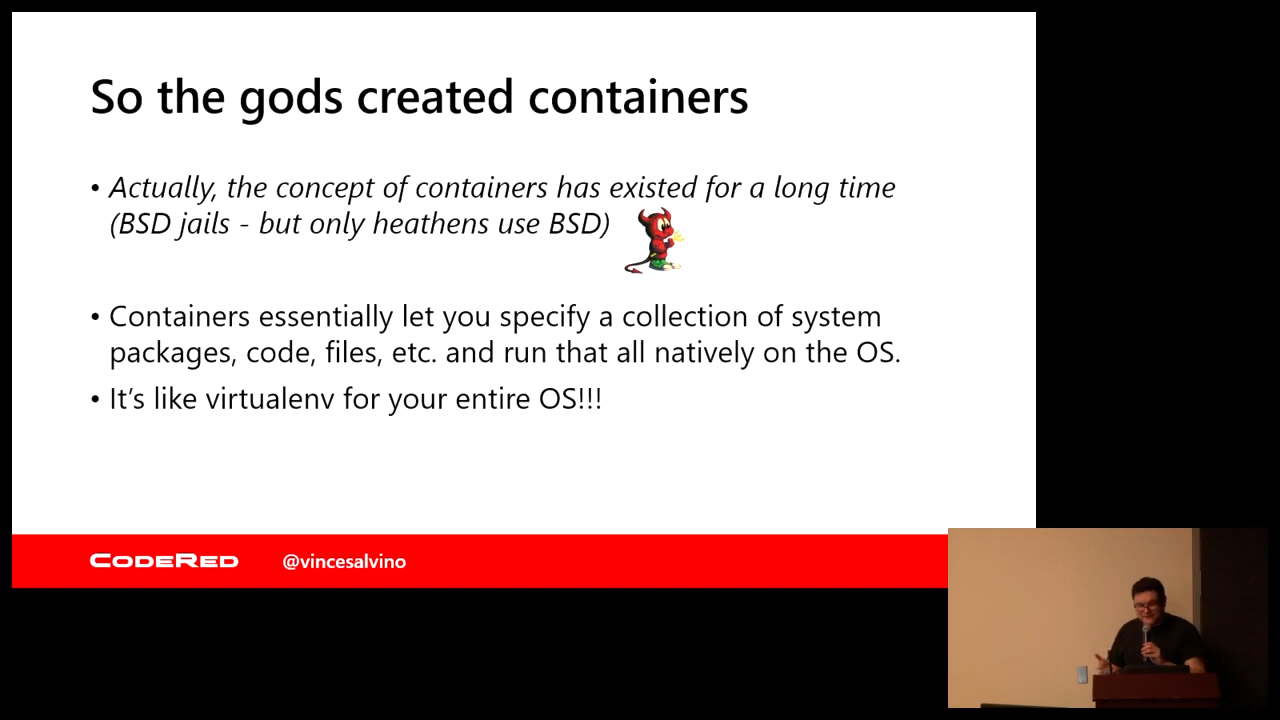 So the gods created containers
• Actually, the concept of containers has existed for a long time
(BSD jails - but only heathens use BSD)
• Containers essentially let you specify a collection of system
packages, code, files, etc. and run that all natively on the OS.
• It’s like virtualenv for your entire OS!!!
CODERED @vincesalvino